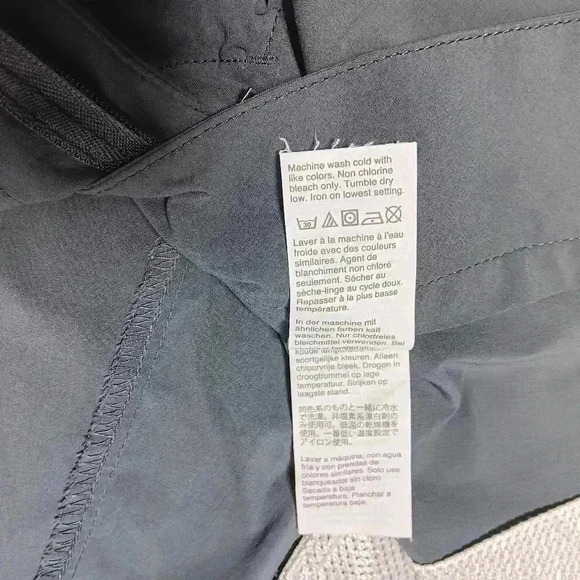 Machine wash cold with
like colors. Non chlorine
bleach only. Tumble dry
low. Iron on lowest setting.
30
Laver à la machine à l'eau
froide avec des couleurs
similaires. Agent de
blanchiment non chloré
seulement. Sécher au
sèche-linge au cycle doux.
Repasser à la plus basse
température.
In der maschine mit
ähnlichen farben kalt
waschen. Nur chlorfreies
bleichmittel verwenden. Bei
kouder
soortgelijke kleuren. Alleen
chloorvrije bleek. Drogen in
droogtrommel op lage
temperatuur. Strijken op
laagste stand.
同色系のものと一緒に冷水
で洗濯。非塩素系漂白剤の
み使用可。低温の乾燥機を
使用。一番低い温度設定で
アイロン使用。
Lavar a máquina, con agua
fría y con prendas de
colores similares. Solo use
blanqueador sin cloro
Secado a baja
temperatura. Planchar a
temperatura baja.